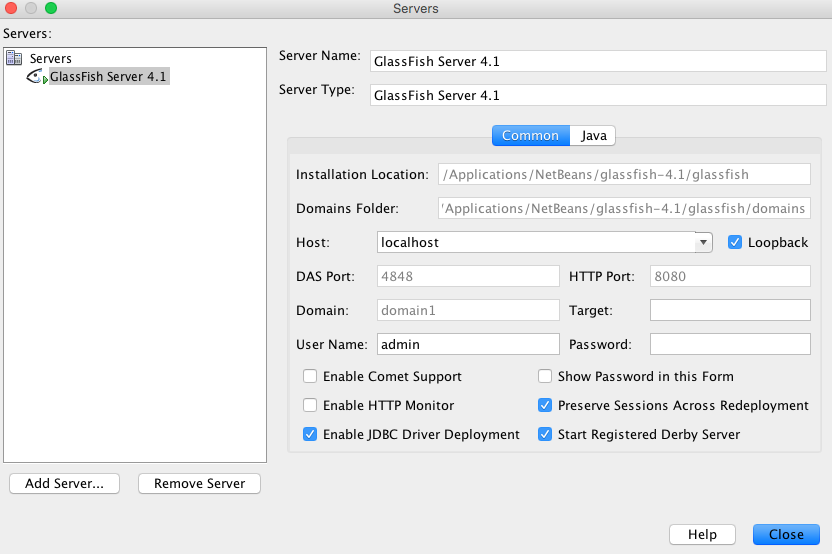 Servers
Servers:
Servers
GlassFish Server 4.1
Add Server...
Remove Server
Server Name: GlassFish Server 4.1
Server Type: GlassFish Server 4.1
Common Java
Installation Location: /Applications/NetBeans/glassfish-4.1/glassfish
Domains Folder: /Applications/NetBeans/glassfish-4.1/glassfish/domains
Host: localhost Loopback
DAS Port: 4848 HTTP Port: 8080
Domain: domain1 Target:
User Name: admin Password:
Enable Comet Support Show Password in this Form
Enable HTTP Monitor Preserve Sessions Across Redeployment
Enable JDBC Driver Deployment Start Registered Derby Server
Help Close